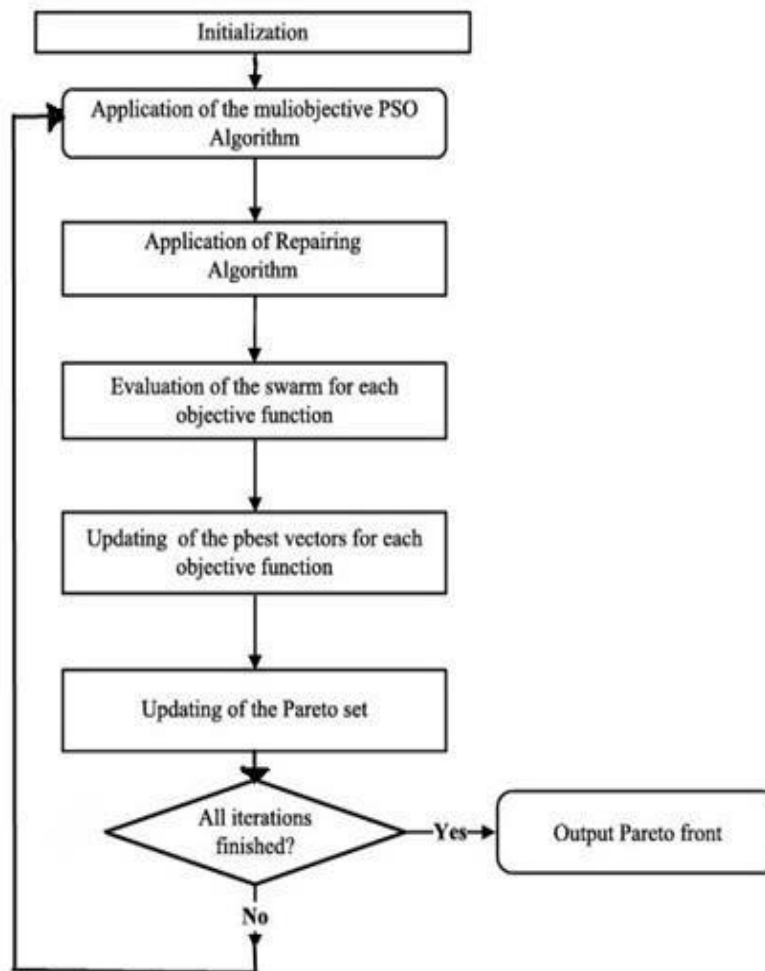 Initialization
Application of the muliobjective PSO
Algorithm
Application of Repairing
Algorithm
Evaluation of the swarm for each
objective function
Updating of the pbest vectors for each
objective function
Updating of the Pareto set
All iterations
finished?
Yes
Output Pareto front
No